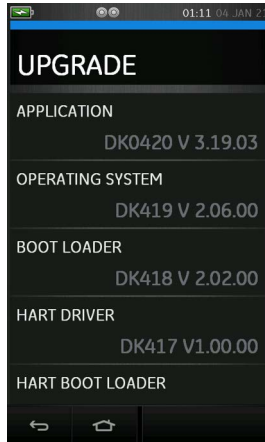 01:11 04 JAN 2
UPGRADE
APPLICATION
DK0420 V 3.19.03
OPERATING SYSTEM
DK419 V 2.06.00
BOOT LOADER
DK418 V 2.02.00
HART DRIVER
DK417 V1.00.00
HART BOOT LOADER